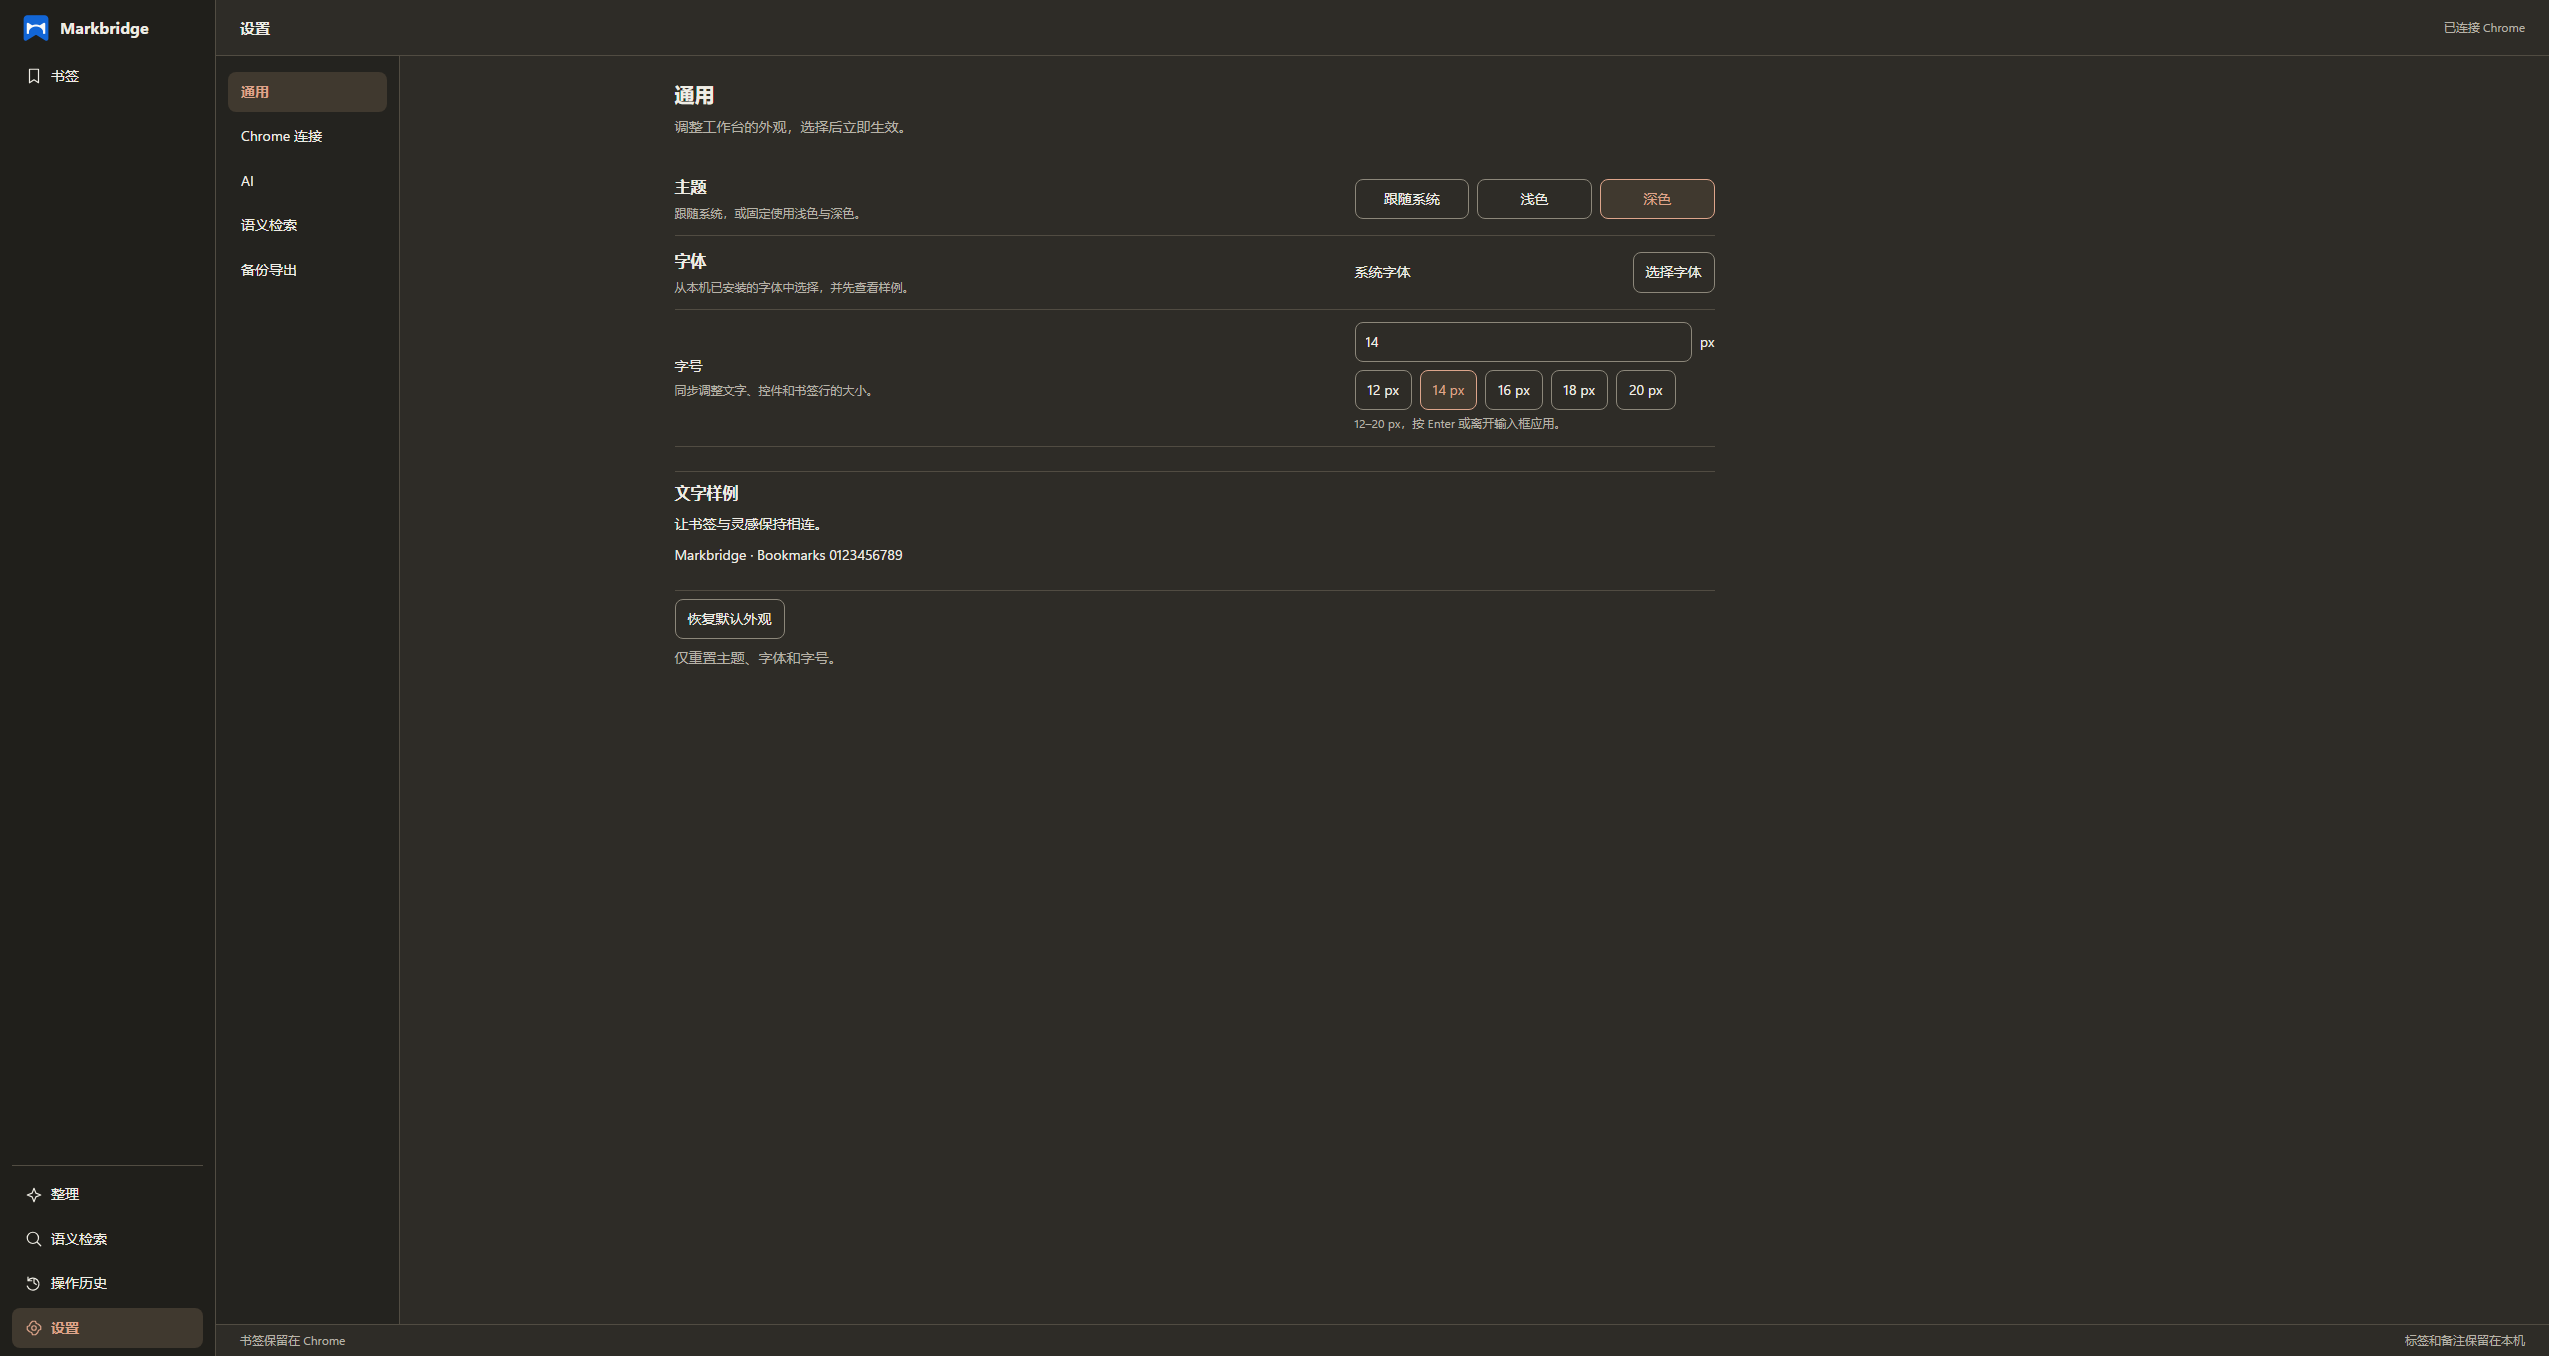 Markbridge
书签
整理
语义检索
操作历史
设置
设置
已连接 Chrome
通用
Chrome 连接
AI
语义检索
备份导出
通用
调整工作台的外观，选择后立即生效。
主题
跟随系统，或固定使用浅色与深色。
跟随系统
浅色
深色
字体
从本机已安装的字体中选择，并先查看样例。
系统字体
选择字体
字号
同步调整文字、控件和书签行的大小。
14
px
12 px
14 px
16 px
18 px
20 px
12–20 px，按 Enter 或离开输入框应用。
文字样例
让书签与灵感保持相连。
Markbridge · Bookmarks 0123456789
恢复默认外观
仅重置主题、字体和字号。
书签保留在 Chrome
标签和备注保留在本机